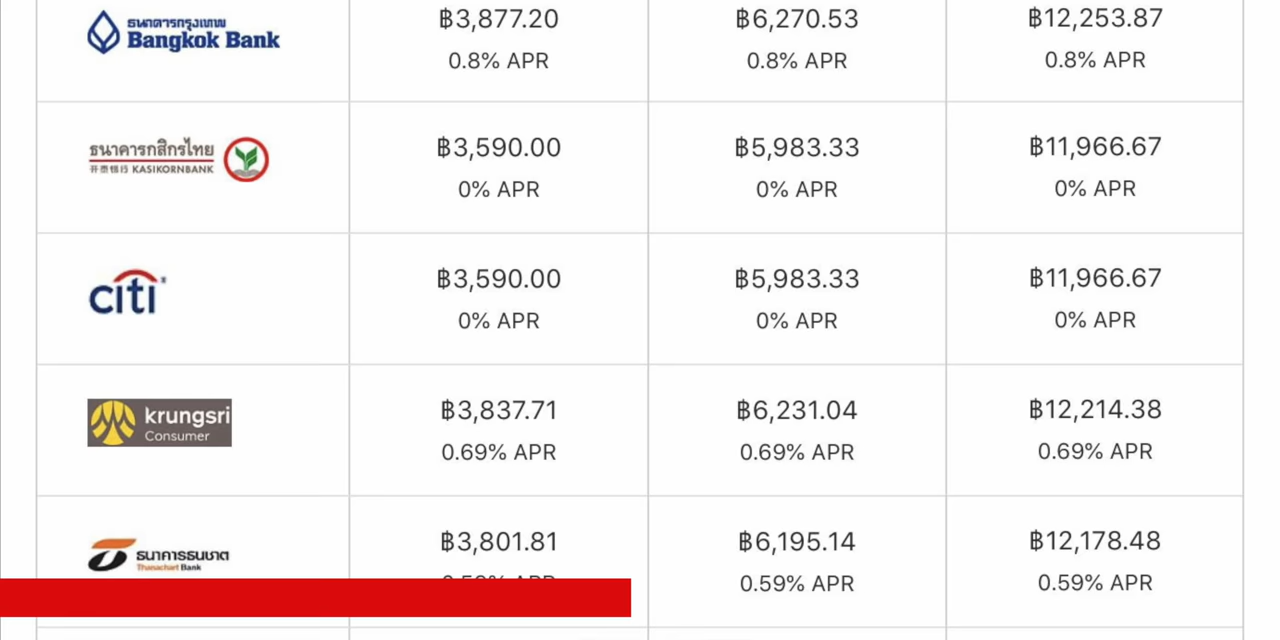 ธนาคารกรุงเทพ
Bangkok Bank
฿3,877.20
฿6,270.53
฿12,253.87
0.8% APR
0.8% APR
0.8% APR
ธนาคารกสิกรไทย
开泰银行 KASIKORNBANK
฿3,590.00
฿5,983.33
฿11,966.67
0% APR
0% APR
0% APR
citi
฿3,590.00
฿5,983.33
฿11,966.67
0% APR
0% APR
0% APR
krungsri
Consumer
฿3,837.71
฿6,231.04
฿12,214.38
0.69% APR
0.69% APR
0.69% APR
ธนาคารธนชาต
Thanachart Bank
฿3,801.81
฿6,195.14
฿12,178.48
0.59% APR
0.59% APR